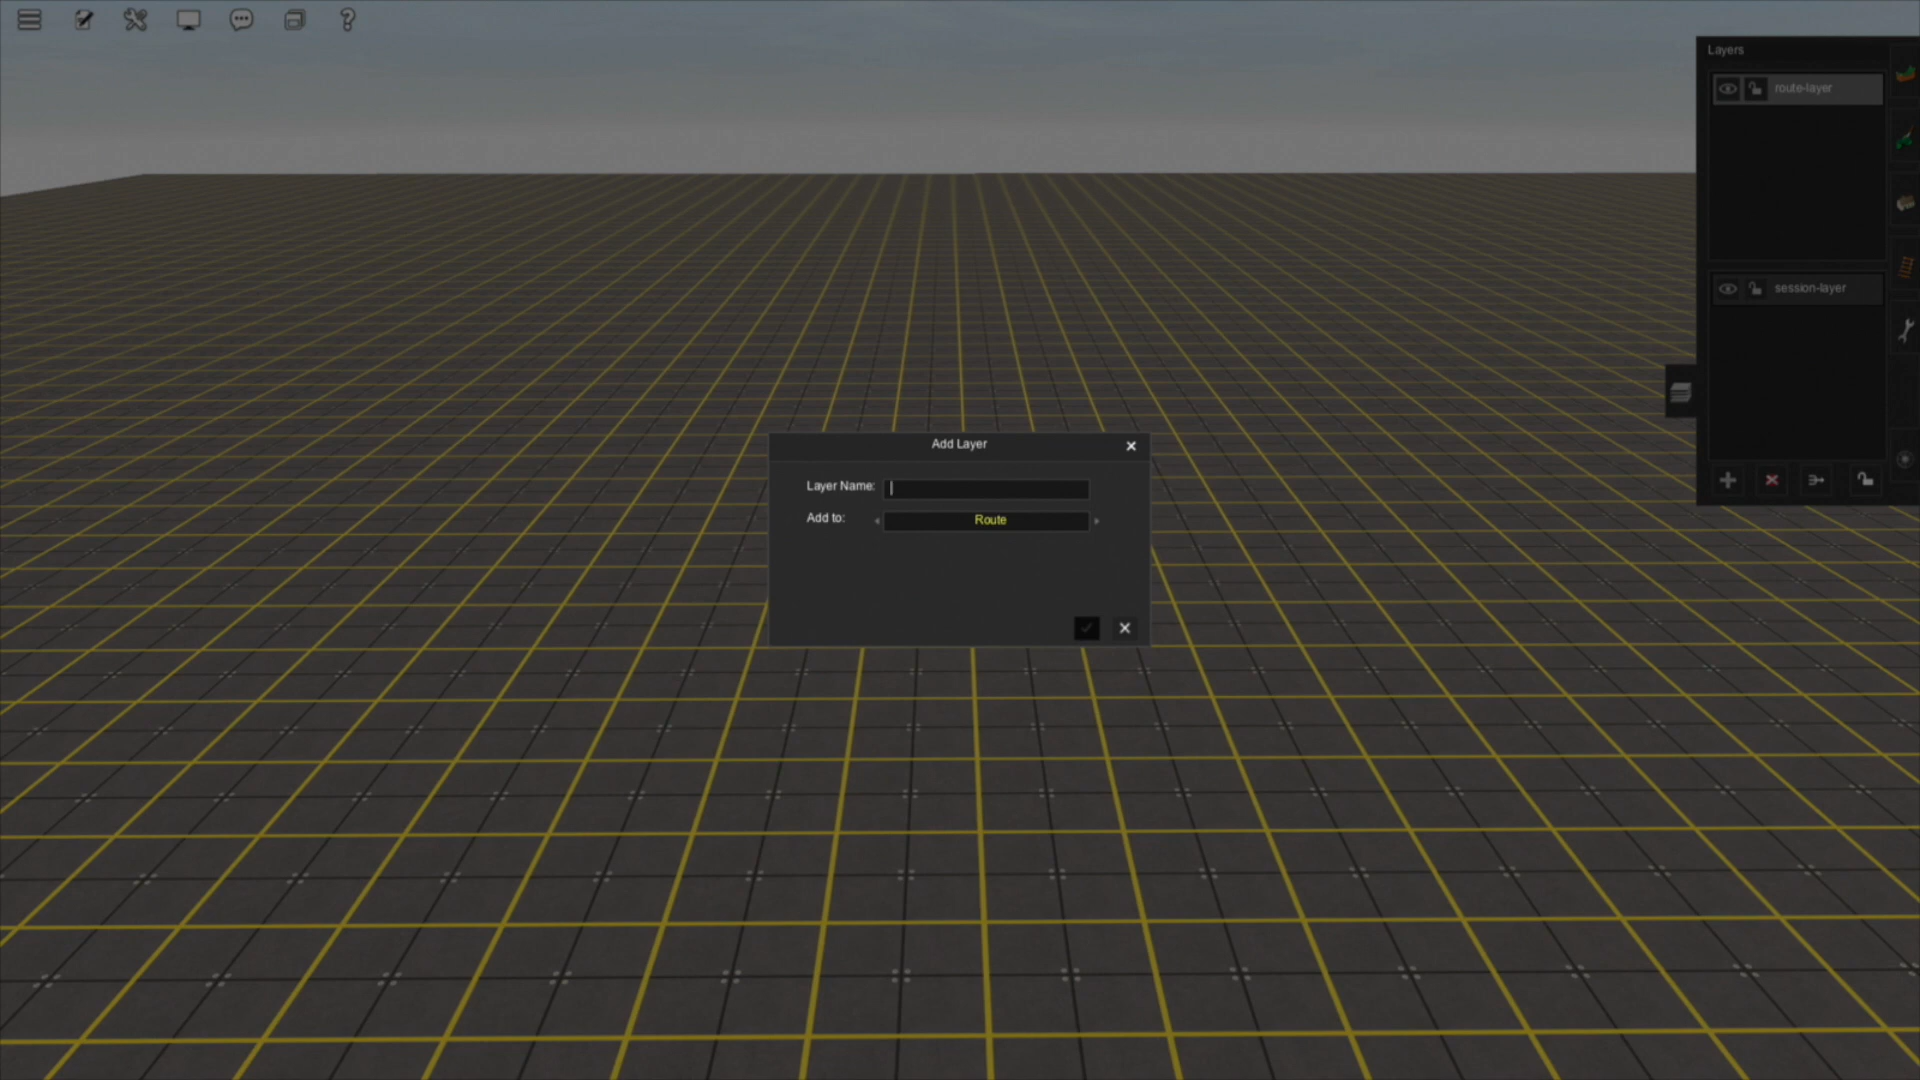 Layers
route-layer
session-layer
Add Layer
Layer Name:
Add to:
Route